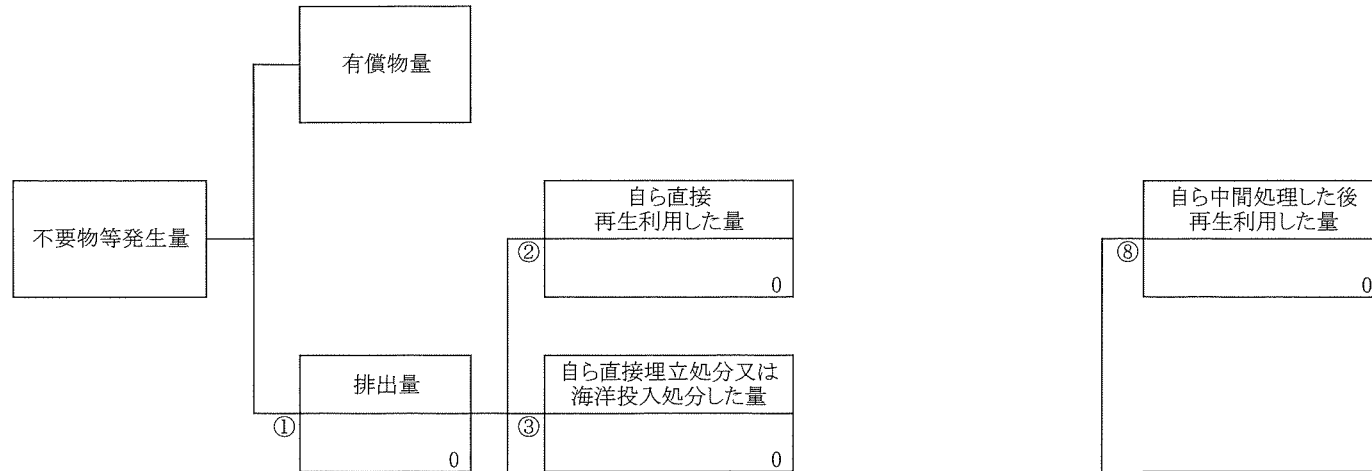 有償物量
不要物等発生量
自ら直接
再生利用した量
②
0
自ら中間処理した後
再生利用した量
⑧
0
排出量
①
0
自ら直接埋立処分又は
海洋投入処分した量
③
0